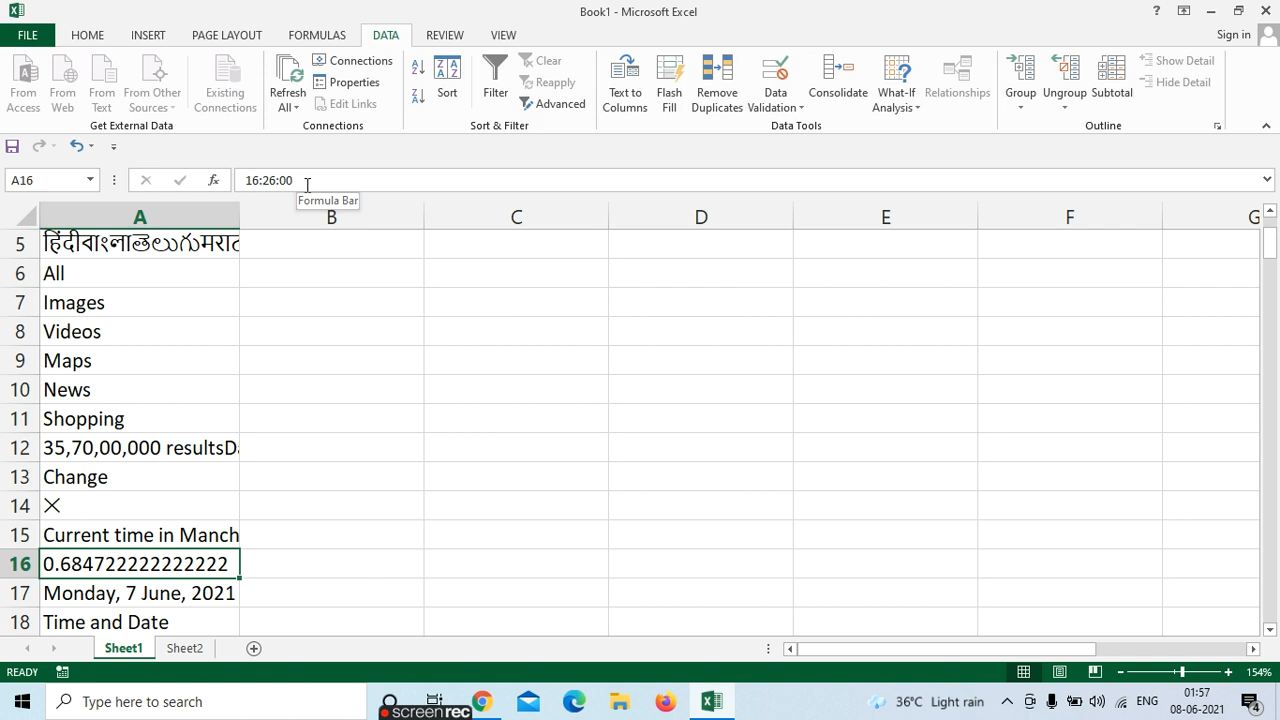 Book1 - Microsoft Excel
?
FILE HOME INSERT PAGE LAYOUT FORMULAS DATA REVIEW VIEW Sign in
From Access
From Web
From Text
From Other Sources
Existing Connections
Get External Data
Refresh All
Connections
Properties
Edit Links
Connections
Sort
Filter
Clear
Reapply
Advanced
Sort & Filter
Text to Columns
Flash Fill
Remove Duplicates
Data Validation
Consolidate
What-If Analysis
Relationships
Data Tools
Group
Ungroup
Subtotal
Show Detail
Hide Detail
Outline
A16 fx 16:26:00
Formula Bar
A B C D E F G
5 हिंदीবাংলাతెలుగుमरा
6 All
7 Images
8 Videos
9 Maps
10 News
11 Shopping
12 35,70,00,000 resultsDa
13 Change
14 ×
15 Current time in Manch
16 0.684722222222222
17 Monday, 7 June, 2021
18 Time and Date
Sheet1 Sheet2
READY 154%
Type here to search
screenrec
36°C Light rain
ENG
01:57
08-06-2021
4